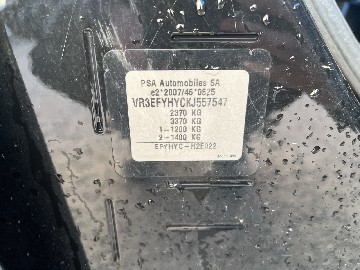 PSA Automobiles SA
e2*2007/46*0625
VR3EFYHYCKJ557547
2370 KG
3370 KG
1-1200 KG
2-1400 KG
EFYHYC-H2E022